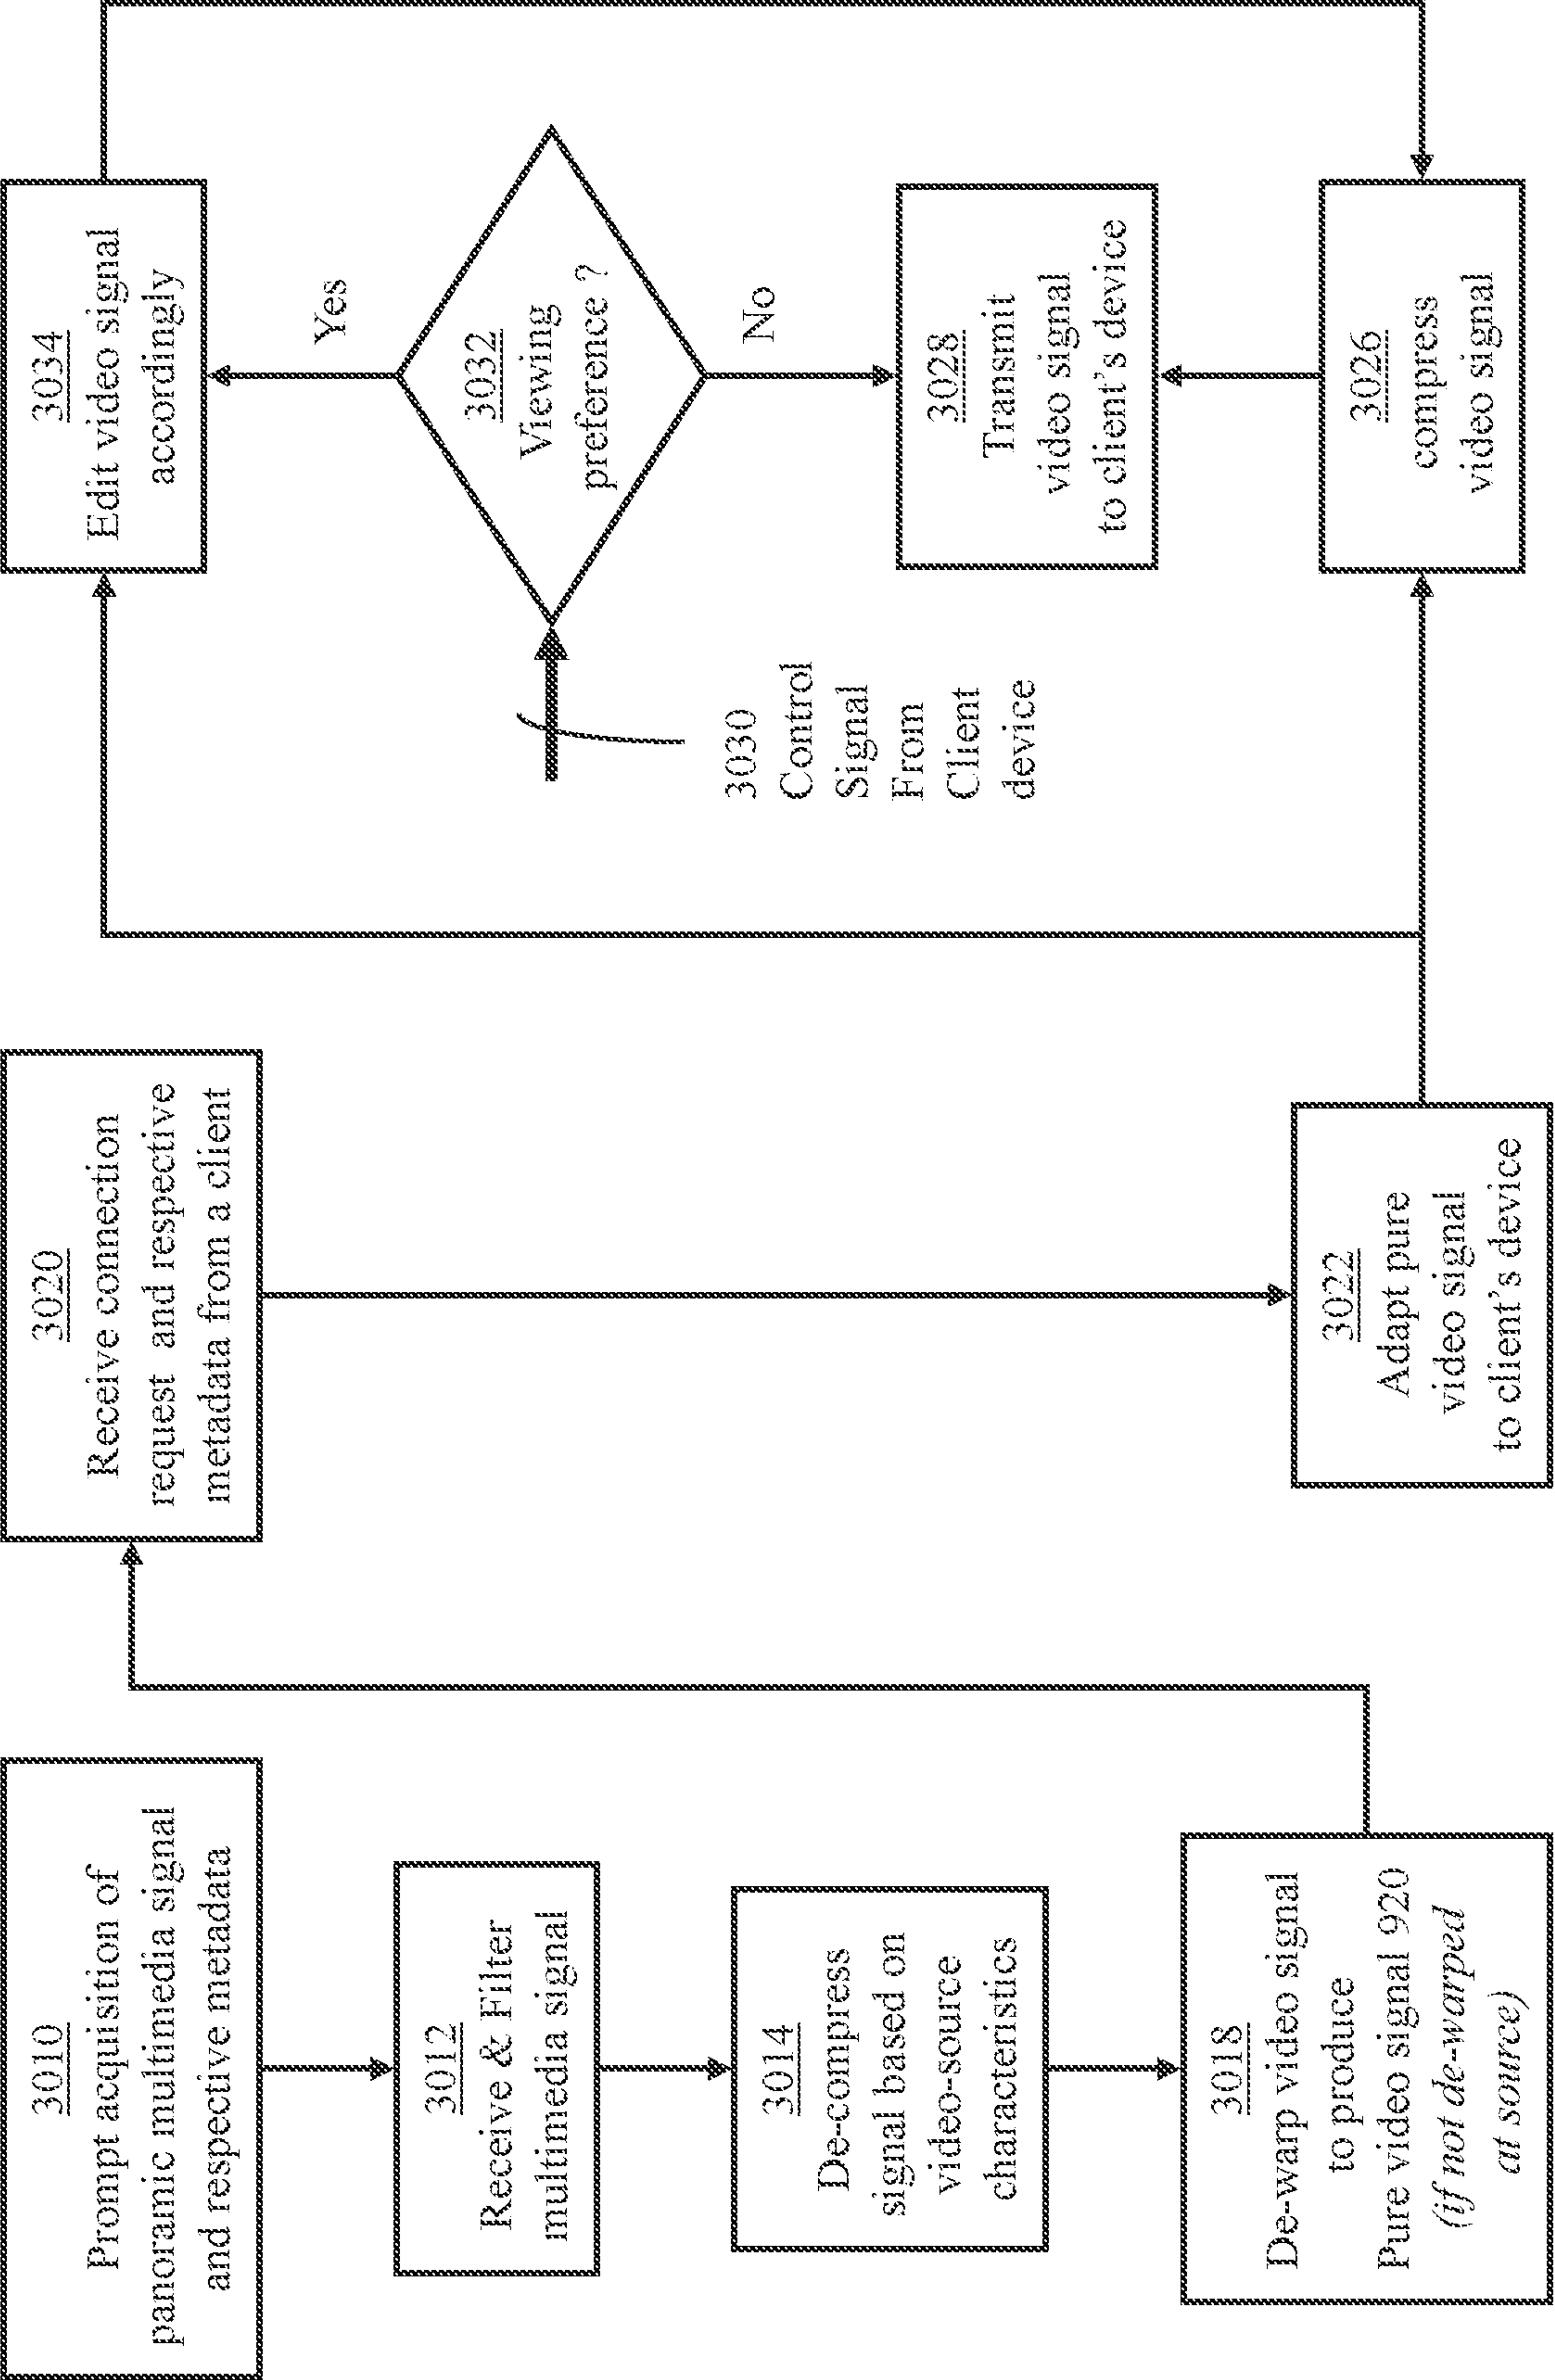 3010
Prompt acquisition of
panoramic multimedia signal
and respective metadata
3012
Receive & Filter
multimedia signal
3014
De-compress
signal based on
video-source
characteristics
3018
De-warp video signal
to produce
Pure video signal 920
(if not de-warped
at source)
3020
Receive connection
request and respective
metadata from a client
3022
Adapt pure
video signal
to client's device
3034
Edit video signal
accordingly
Yes
3032
Viewing
preference ?
No
3030
Control
Signal
From
Client
device
3028
Transmit
video signal
to client's device
3026
compress
video signal